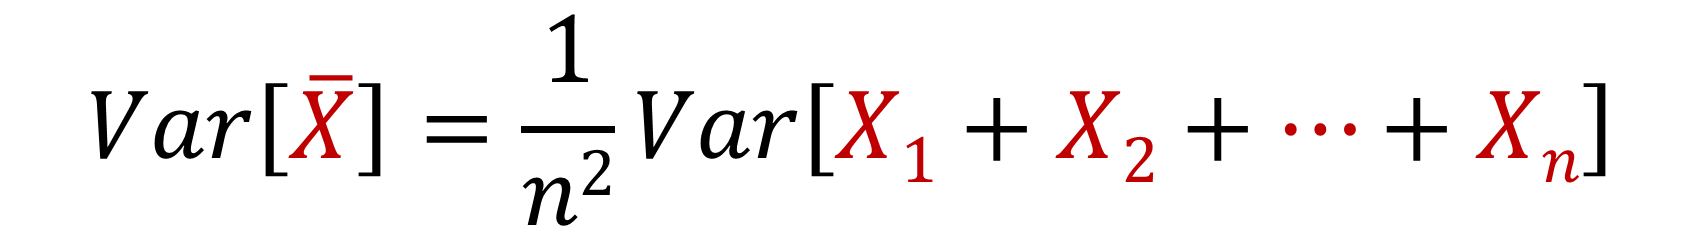 Var[X̅] = 1/n² Var[X₁ + X₂ + ⋯ + Xₙ]